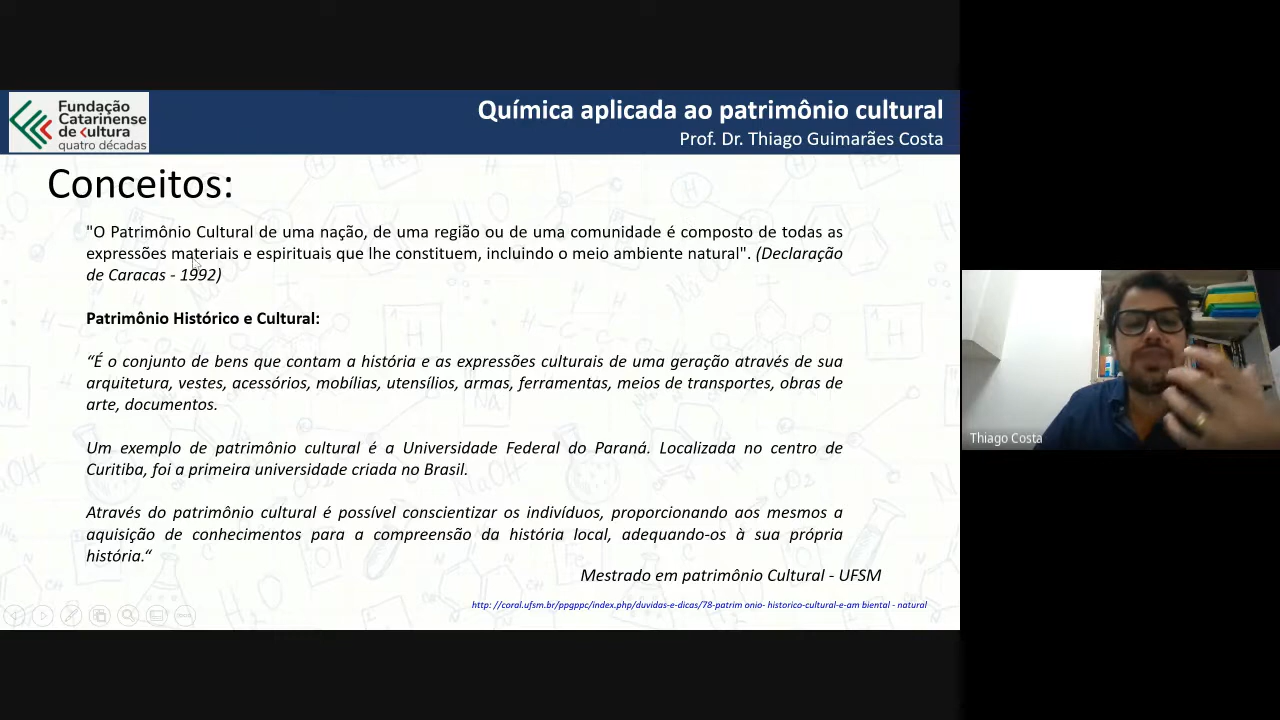 Fundação
Catarinense
de cultura
quatro décadas
Química aplicada ao patrimônio cultural
Prof. Dr. Thiago Guimarães Costa
Conceitos:
"O Patrimônio Cultural de uma nação, de uma região ou de uma comunidade é composto de todas as
expressões materiais e espirituais que lhe constituem, incluindo o meio ambiente natural". (Declaração
de Caracas - 1992)
Patrimônio Histórico e Cultural:
“É o conjunto de bens que contam a história e as expressões culturais de uma geração através de sua
arquitetura, vestes, acessórios, mobílias, utensílios, armas, ferramentas, meios de transportes, obras de
arte, documentos.
Um exemplo de patrimônio cultural é a Universidade Federal do Paraná. Localizada no centro de
Curitiba, foi a primeira universidade criada no Brasil.
Através do patrimônio cultural é possível conscientizar os indivíduos, proporcionando aos mesmos a
aquisição de conhecimentos para a compreensão da história local, adequando-os à sua própria
história.“
Mestrado em patrimônio Cultural - UFSM
http://coral.ufsm.br/ppgppc/index.php/duvidas-e-dicas/78-patrim onio- historico-cultural-e-am biental - natural
Thiago Costa